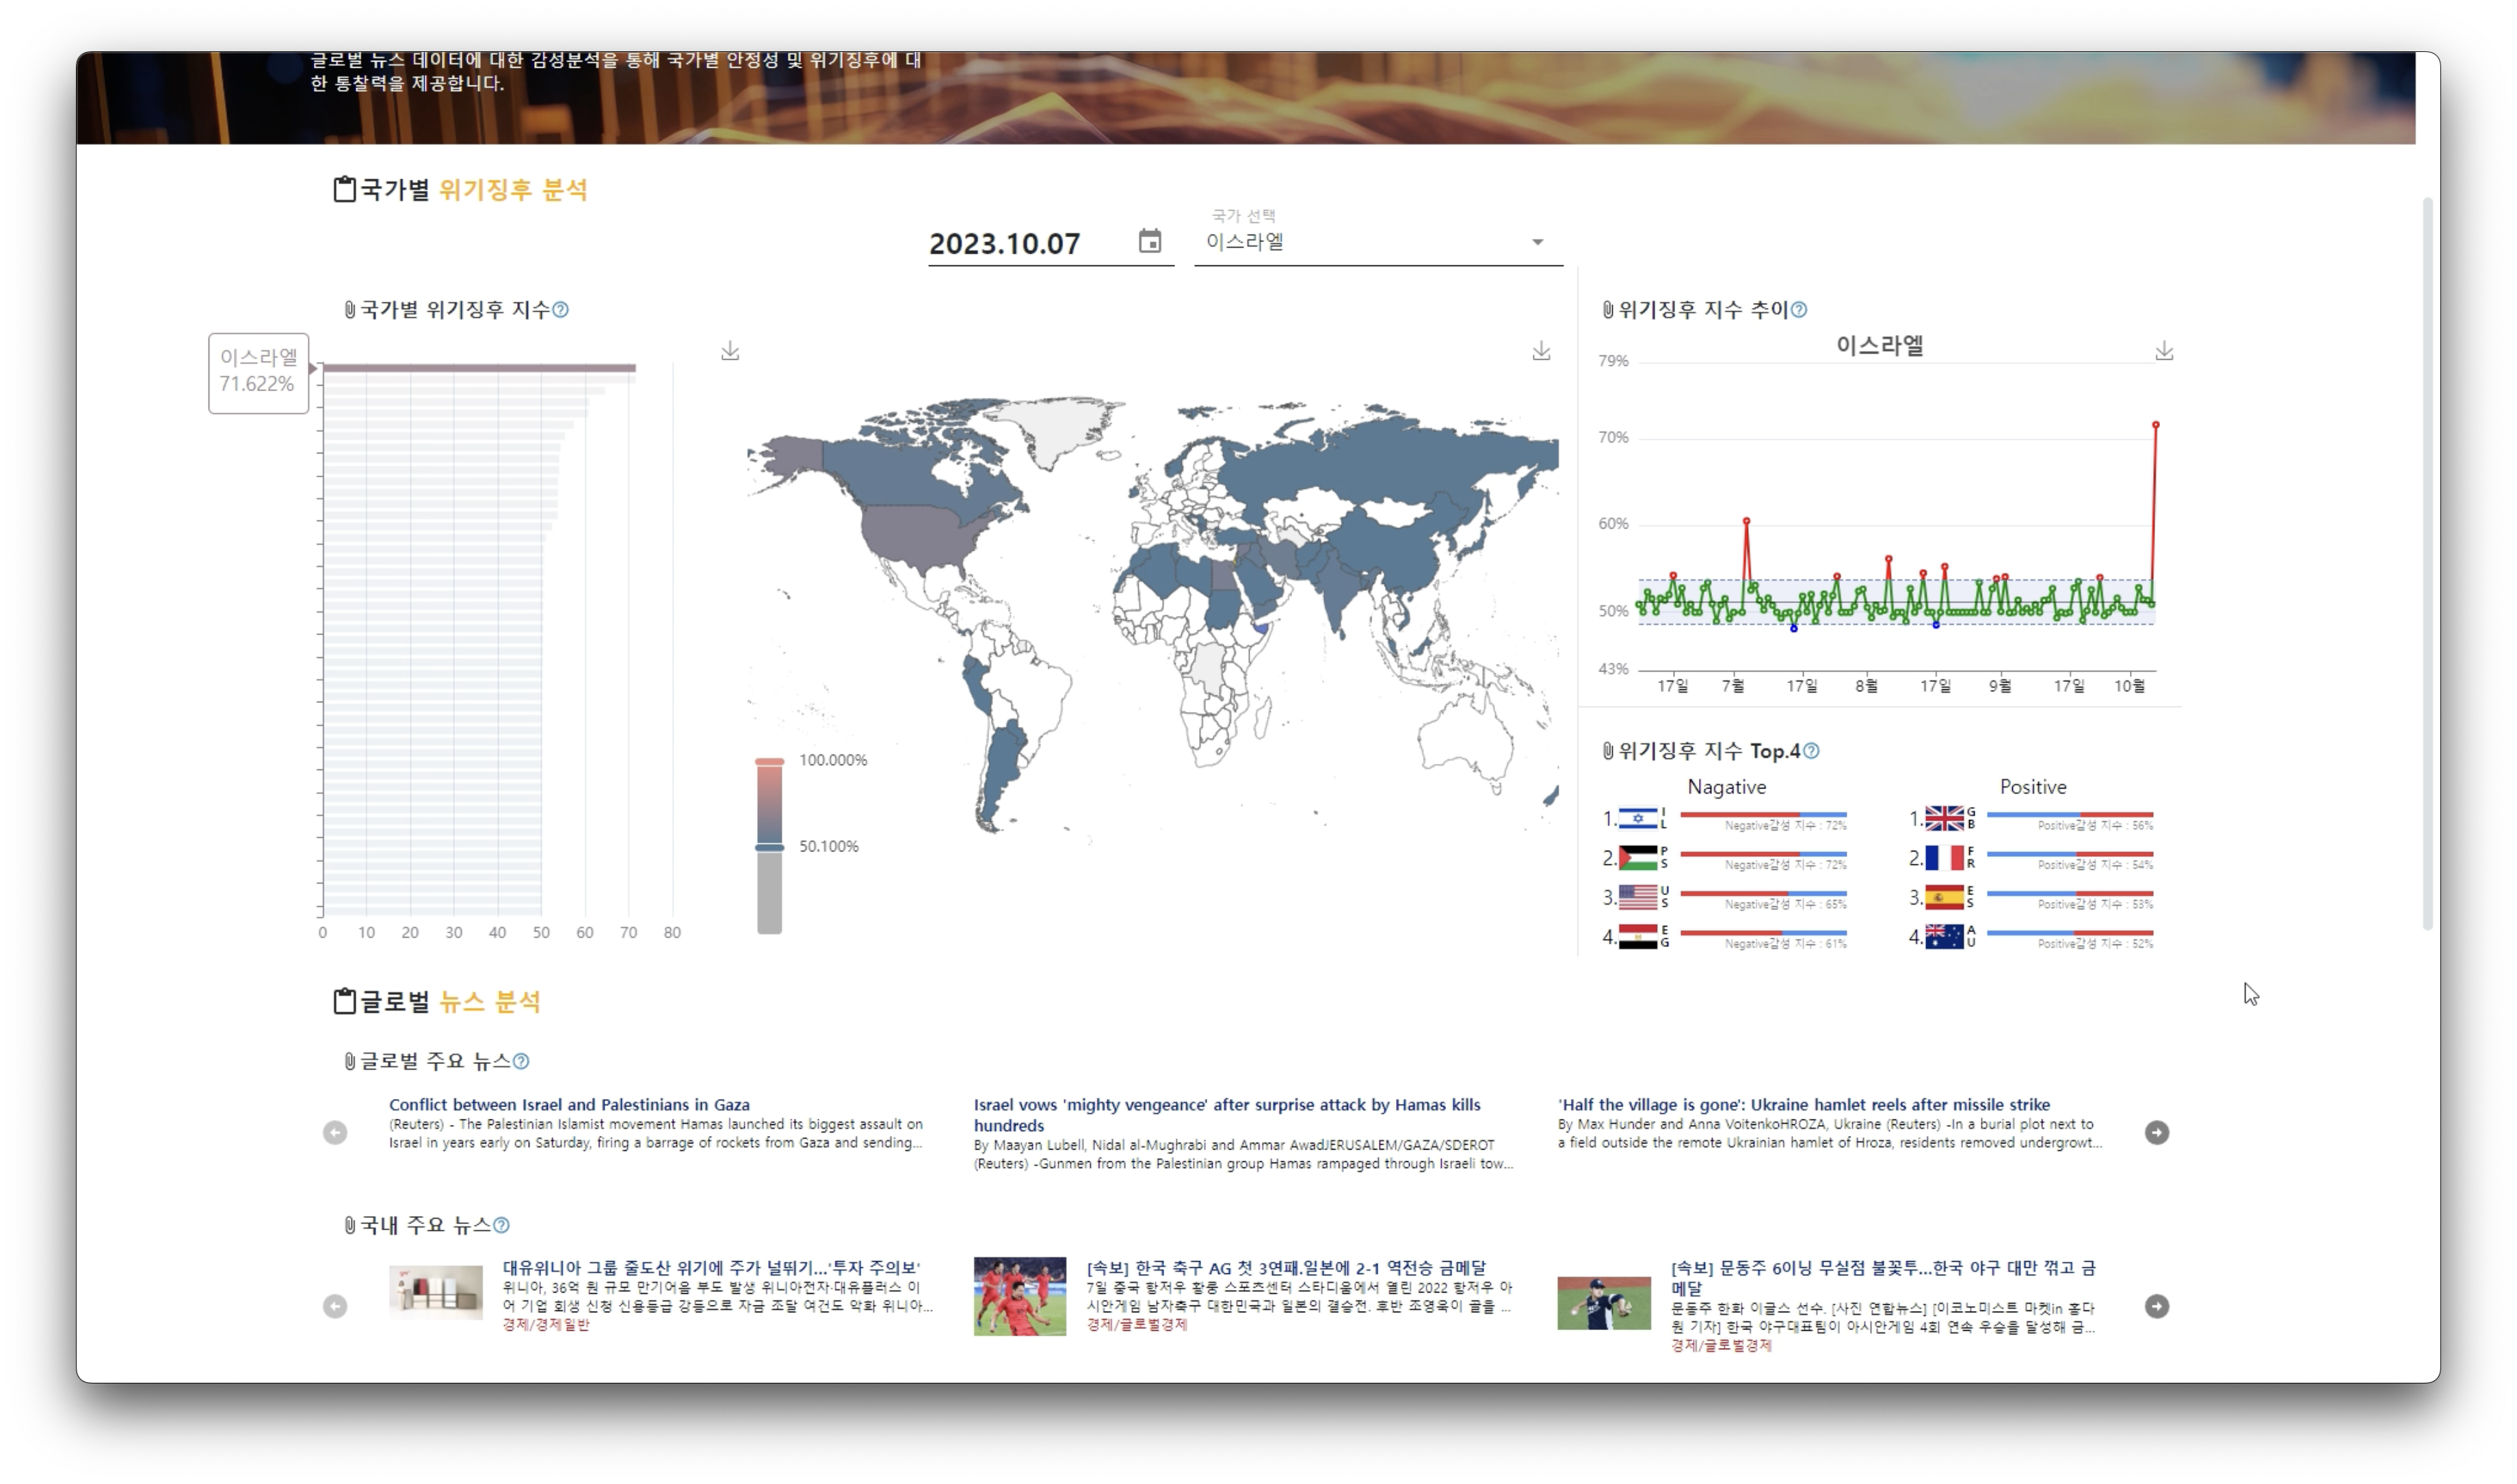 글로벌 뉴스 데이터에 대한 감성분석을 통해 국가별 안정성 및 위기징후에 대
한 통찰력을 제공합니다.
국가별 위기징후 분석
국가 선택
2023.10.07
이스라엘
국가별 위기징후 지수
이스라엘
71.622%
0 10 20 30 40 50 60 70 80
100.000%
50.100%
위기징후 지수 추이
이스라엘
79%
70%
60%
50%
43%
17일 7월 17일 8월 17일 9월 17일 10월
위기징후 지수 Top.4
Nagative
1. IL
Negative감성 지수 : 72%
2. PS
Negative감성 지수 : 72%
3. US
Negative감성 지수 : 65%
4. EG
Negative감성 지수 : 61%
Positive
1. GB
Positive감성 지수 : 56%
2. FR
Positive감성 지수 : 54%
3. ES
Positive감성 지수 : 53%
4. AU
Positive감성 지수 : 52%
글로벌 뉴스 분석
글로벌 주요 뉴스
Conflict between Israel and Palestinians in Gaza
(Reuters) - The Palestinian Islamist movement Hamas launched its biggest assault on
Israel in years early on Saturday, firing a barrage of rockets from Gaza and sending...
Israel vows 'mighty vengeance' after surprise attack by Hamas kills
hundreds
By Maayan Lubell, Nidal al-Mughrabi and Ammar AwadJERUSALEM/GAZA/SDEROT
(Reuters) -Gunmen from the Palestinian group Hamas rampaged through Israeli tow...
'Half the village is gone': Ukraine hamlet reels after missile strike
By Max Hunder and Anna VoitenkoHROZA, Ukraine (Reuters) -In a burial plot next to
a field outside the remote Ukrainian hamlet of Hroza, residents removed undergrowt...
국내 주요 뉴스
대유위니아 그룹 줄도산 위기에 주가 널뛰기...'투자 주의보'
위니아, 36억 원 규모 만기어음 부도 발생 위니아전자·대유플러스 이
어 기업 회생 신청 신용등급 강등으로 자금 조달 여건도 악화 위니아...
경제/경제일반
[속보] 한국 축구 AG 첫 3연패.일본에 2-1 역전승 금메달
7일 중국 항저우 황룽 스포츠센터 스타디움에서 열린 2022 항저우 아
시안게임 남자축구 대한민국과 일본의 결승전. 후반 조영욱이 골을 ...
경제/글로벌경제
[속보] 문동주 6이닝 무실점 불꽃투...한국 야구 대만 꺾고 금
메달
문동주 한화 이글스 선수. [사진 연합뉴스] [이코노미스트 마켓in 홍다
원 기자] 한국 야구대표팀이 아시안게임 4회 연속 우승을 달성해 금...
경제/글로벌경제